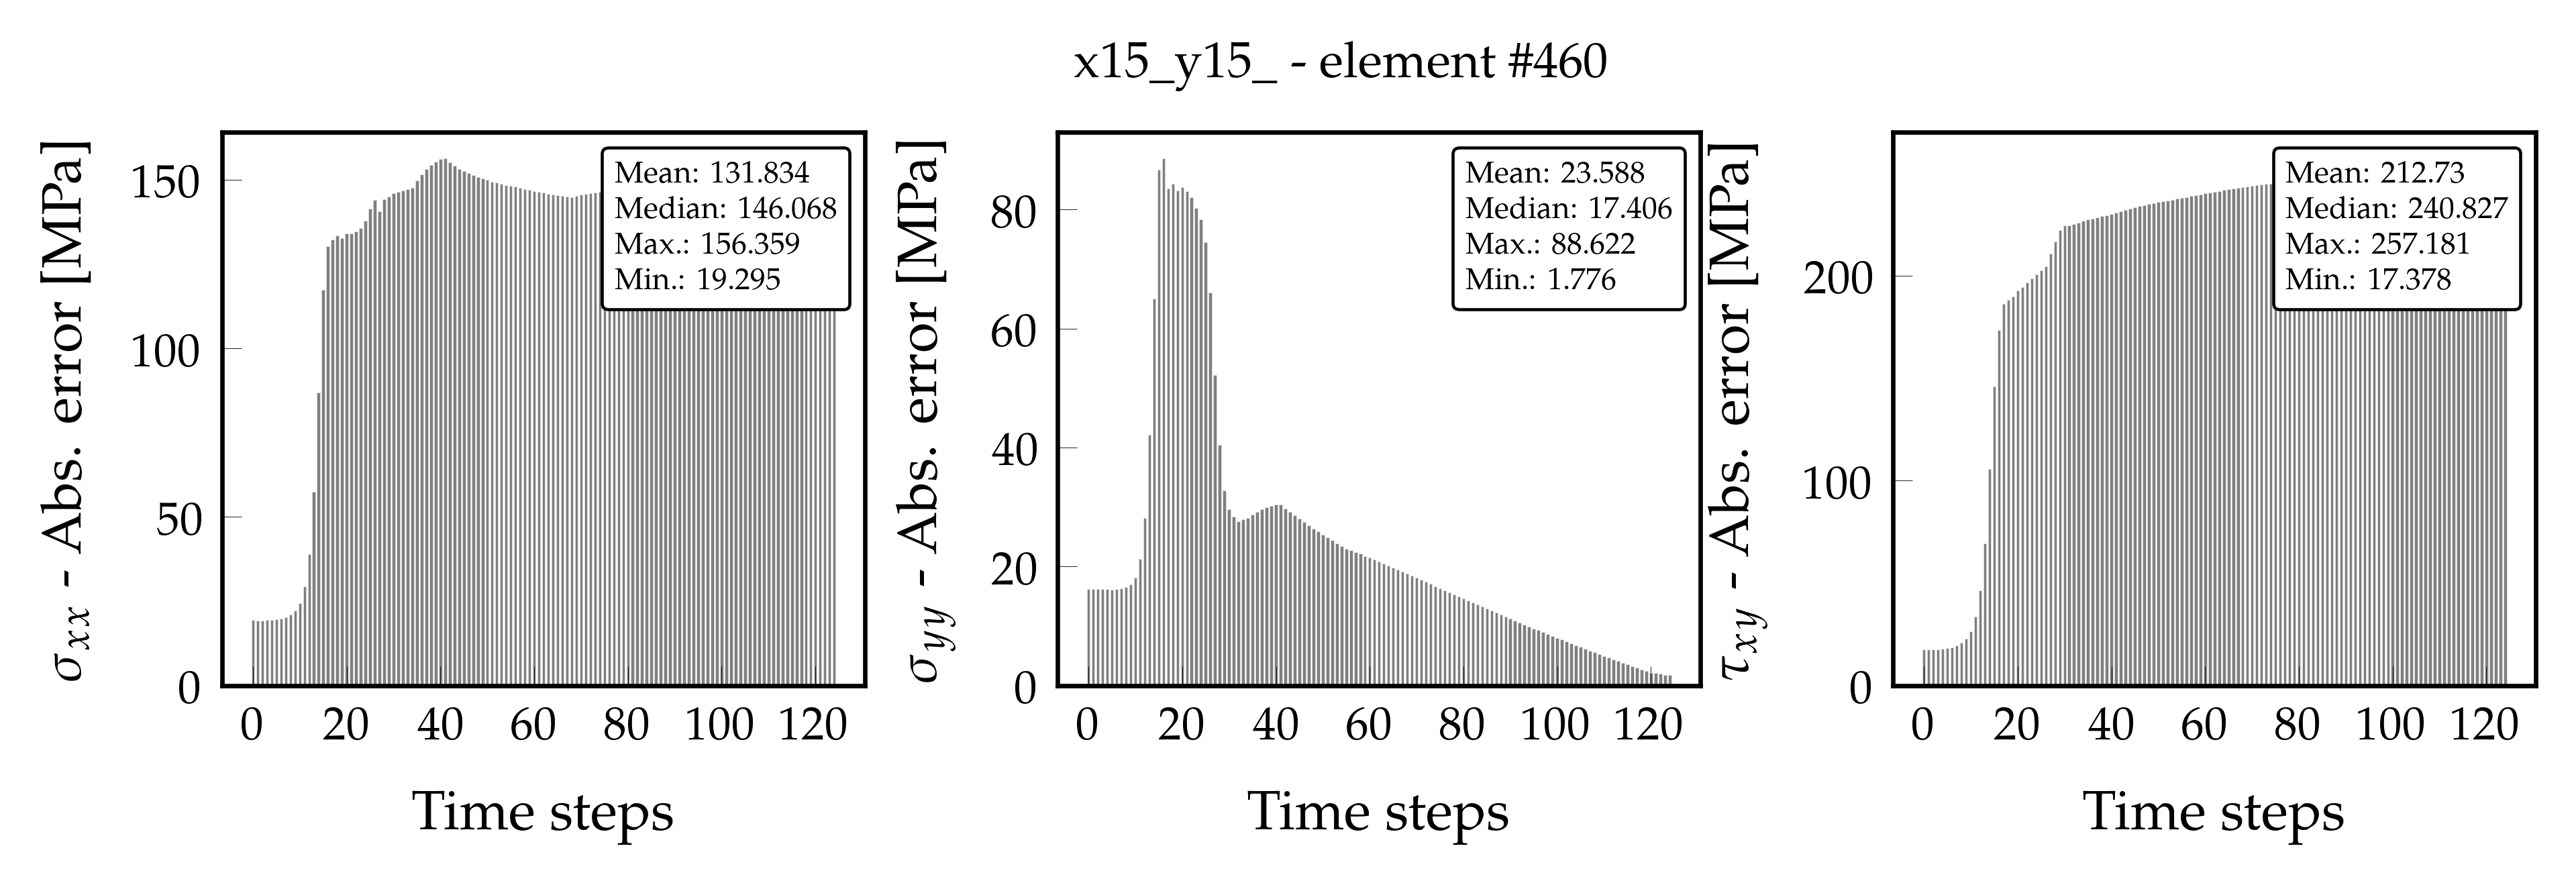 x15_y15_ - element #460
σxx - Abs. error [MPa]
150
100
50
0
Mean: 131.834
Median: 146.068
Max.: 156.359
Min.: 19.295
0 20 40 60 80 100 120
Time steps
σyy - Abs. error [MPa]
80
60
40
20
0
Mean: 23.588
Median: 17.406
Max.: 88.622
Min.: 1.776
0 20 40 60 80 100 120
Time steps
τxy - Abs. error [MPa]
200
100
0
Mean: 212.73
Median: 240.827
Max.: 257.181
Min.: 17.378
0 20 40 60 80 100 120
Time steps